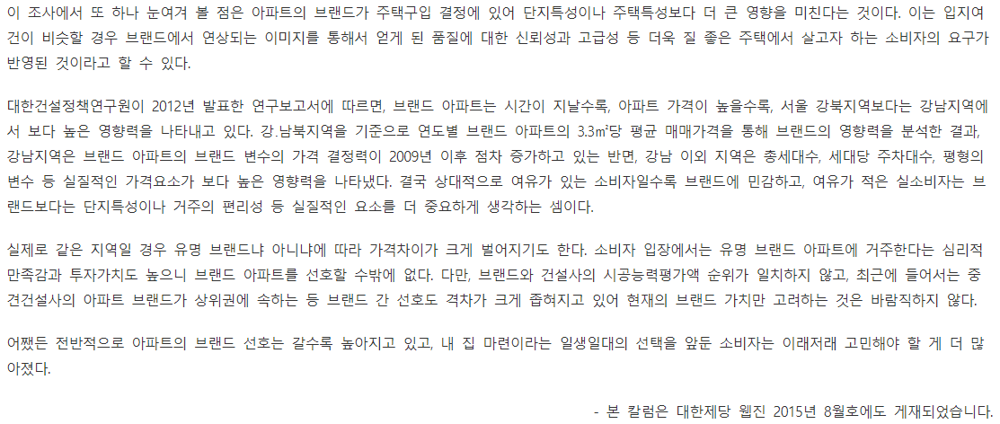 이 조사에서 또 하나 눈여겨 볼 점은 아파트의 브랜드가 주택구입 결정에 있어 단지특성이나 주택특성보다 더 큰 영향을 미친다는 것이다. 이는 입지여
건이 비슷할 경우 브랜드에서 연상되는 이미지를 통해서 얻게 된 품질에 대한 신뢰성과 고급성 등 더욱 질 좋은 주택에서 살고자 하는 소비자의 요구가
반영된 것이라고 할 수 있다.
대한건설정책연구원이 2012년 발표한 연구보고서에 따르면, 브랜드 아파트는 시간이 지날수록, 아파트 가격이 높을수록, 서울 강북지역보다는 강남지역에
서 보다 높은 영향력을 나타내고 있다. 강.남북지역을 기준으로 연도별 브랜드 아파트의 3.3㎡당 평균 매매가격을 통해 브랜드의 영향력을 분석한 결과,
강남지역은 브랜드 아파트의 브랜드 변수의 가격 결정력이 2009년 이후 점차 증가하고 있는 반면, 강남 이외 지역은 총세대수, 세대당 주차대수, 평형의
변수 등 실질적인 가격요소가 보다 높은 영향력을 나타냈다. 결국 상대적으로 여유가 있는 소비자일수록 브랜드에 민감하고, 여유가 적은 실소비자는 브
랜드보다는 단지특성이나 거주의 편리성 등 실질적인 요소를 더 중요하게 생각하는 셈이다.
실제로 같은 지역일 경우 유명 브랜드냐 아니냐에 따라 가격차이가 크게 벌어지기도 한다. 소비자 입장에서는 유명 브랜드 아파트에 거주한다는 심리적
만족감과 투자가치도 높으니 브랜드 아파트를 선호할 수밖에 없다. 다만, 브랜드와 건설사의 시공능력평가액 순위가 일치하지 않고, 최근에 들어서는 중
견건설사의 아파트 브랜드가 상위권에 속하는 등 브랜드 간 선호도 격차가 크게 좁혀지고 있어 현재의 브랜드 가치만 고려하는 것은 바람직하지 않다.
어쨌든 전반적으로 아파트의 브랜드 선호는 갈수록 높아지고 있고, 내 집 마련이라는 일생일대의 선택을 앞둔 소비자는 이래저래 고민해야 할 게 더 많
아졌다.
- 본 칼럼은 대한제당 웹진 2015년 8월호에도 게재되었습니다.